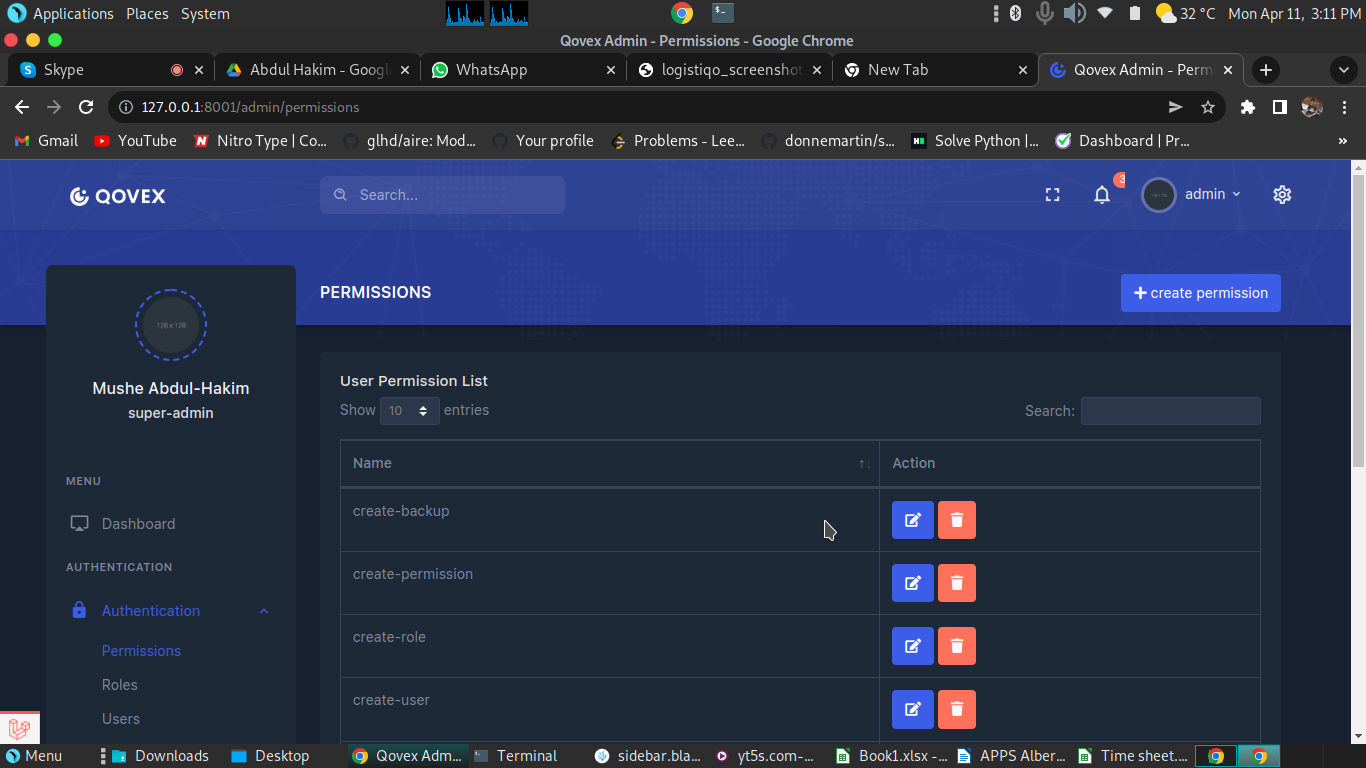 Applications Places System 32 °C Mon Apr 11, 3:11 PM
Qovex Admin - Permissions - Google Chrome
Skype Abdul Hakim - Googl WhatsApp logistiqo_screenshot New Tab Qovex Admin - Perm
127.0.0.1:8001/admin/permissions
Gmail YouTube Nitro Type | Co... glhd/aire: Mod... Your profile Problems - Lee... donnemartin/s... Solve Python |... Dashboard | Pr... »
QOVEX Search... 3 admin
PERMISSIONS create permission
128 x 128
Mushe Abdul-Hakim
super-admin
MENU
Dashboard
AUTHENTICATION
Authentication
Permissions
Roles
Users
User Permission List
Show 10 entries Search:
Name Action
create-backup
create-permission
create-role
create-user
Menu Downloads Desktop Qovex Adm... Terminal sidebar.bla... yt5s.com-... Book1.xlsx -... APPS Alber... Time sheet....